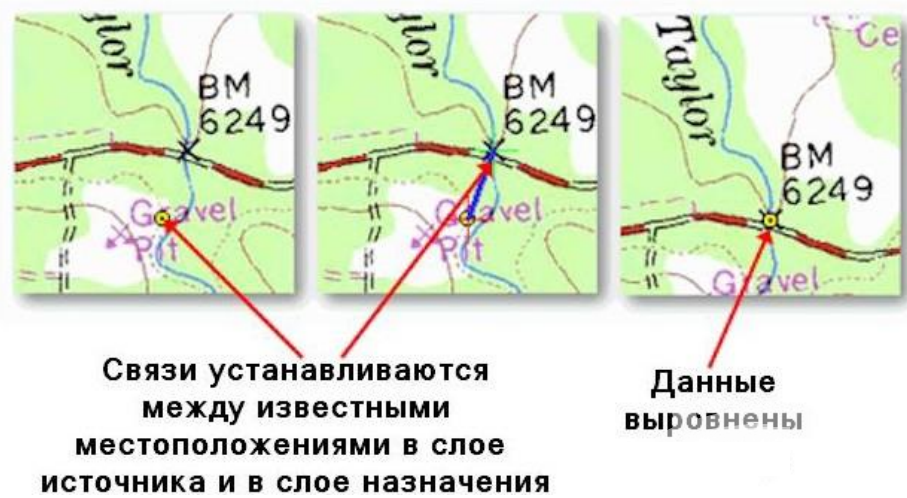 Taylor
BM
6249
Gravel
Pit
Taylor
BM
6249
Gravel
Pit
Taylor
Ce
BM
6249
Gravel
Связи устанавливаются
между известными
местоположениями в слое
источника и в слое назначения
Данные
выровнены